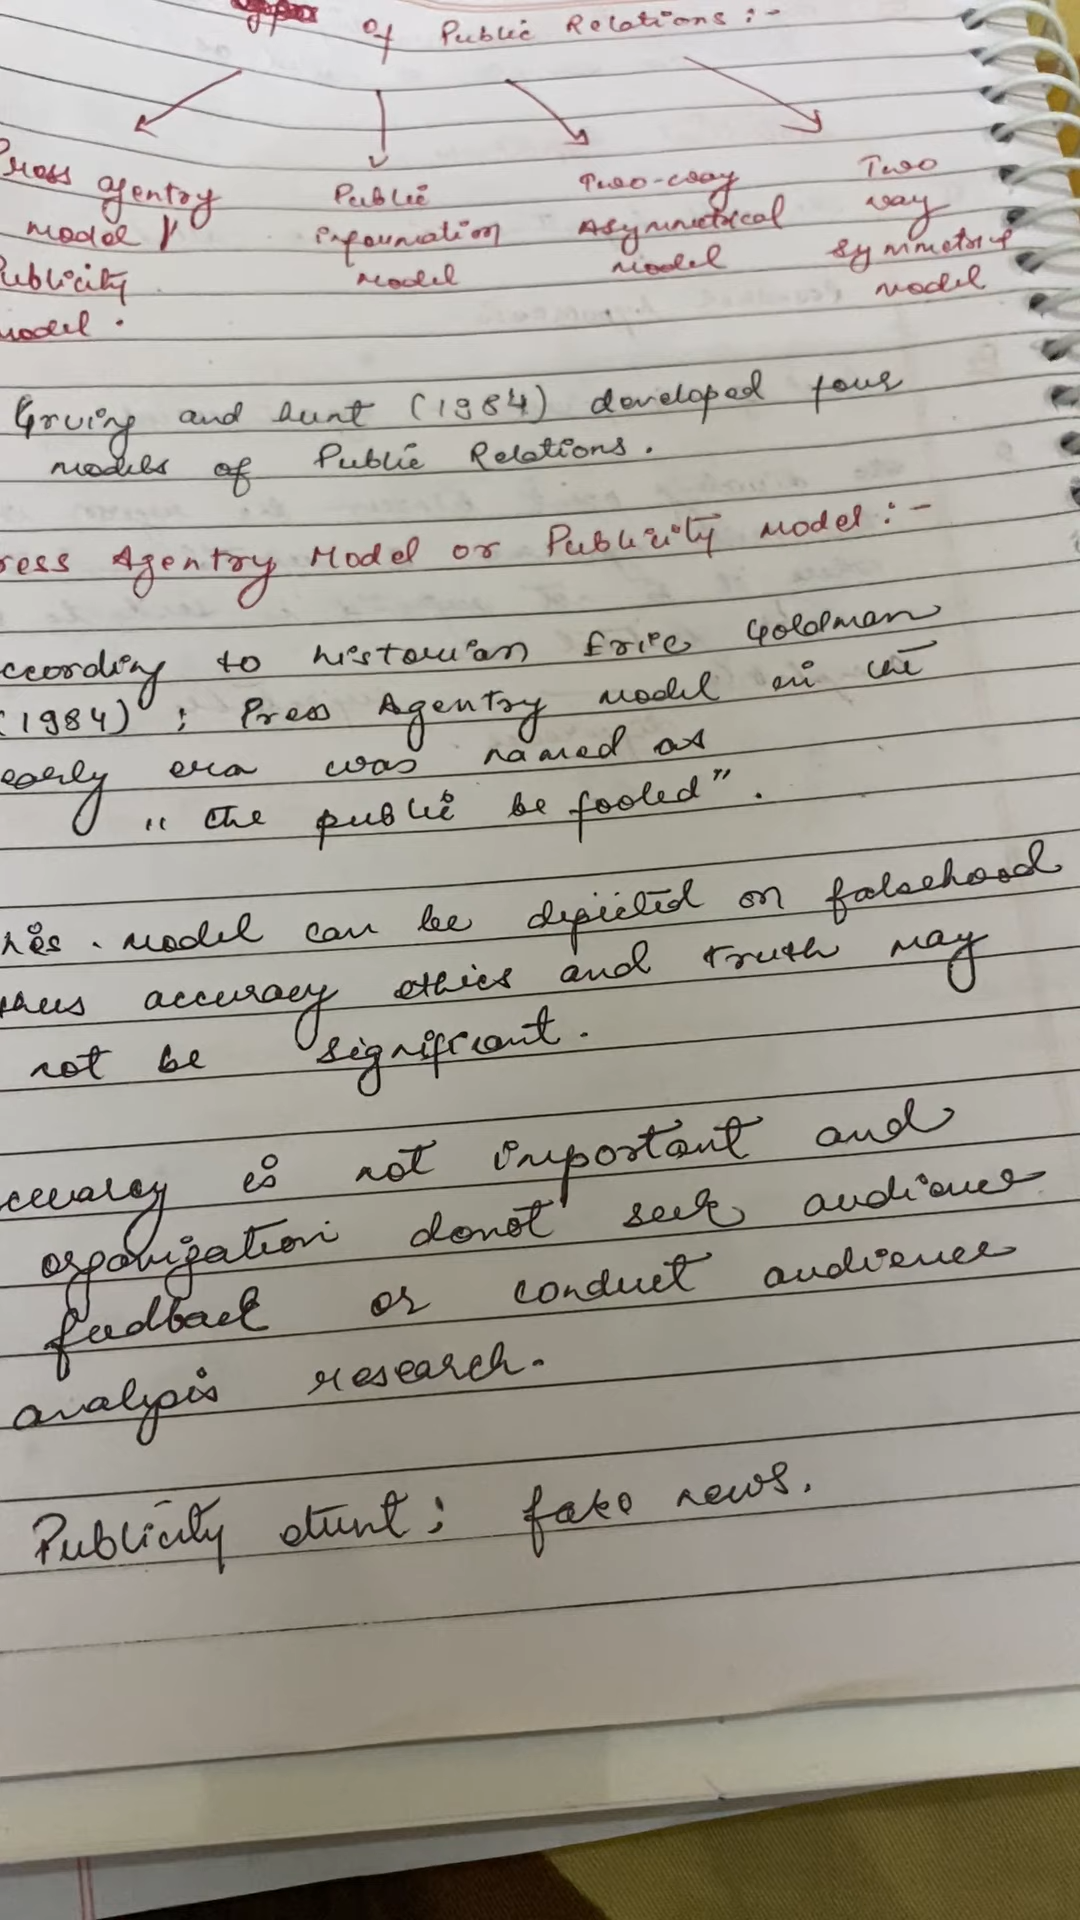 of Public Relations :-
Press agentry Public Two-way Two
model / information Asymmetrical way
Publicity model model symmetrical
model. model
Gruing and hunt (1984) developed four
models of Public Relations.
ress Agentry Model or Publicity Model :-
ccording to historian Eric Goldman
(1984) ; Press Agentry model in the
early era was named as
" the public be fooled".
his model can be depicted on falsehood
thus accuracy ethics and truth may
not be significant.
ccuracy is not important and
organization donot seek audience
feedback or conduct audience
analysis research.
Publicity stunt ; fake news.